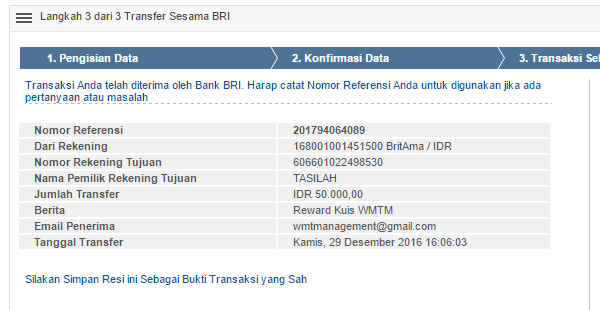 Langkah 3 dari 3 Transfer Sesama BRI
1. Pengisian Data 2. Konfirmasi Data 3. Transaksi Sel
Transaksi Anda telah diterima oleh Bank BRI. Harap catat Nomor Referensi Anda untuk digunakan jika ada
pertanyaan atau masalah
Nomor Referensi 201794064089
Dari Rekening 168001001451500 BritAma / IDR
Nomor Rekening Tujuan 606601022498530
Nama Pemilik Rekening Tujuan TASILAH
Jumlah Transfer IDR 50.000,00
Berita Reward Kuis WMTM
Email Penerima wmtmanagement@gmail.com
Tanggal Transfer Kamis, 29 Desember 2016 16:06:03
Silakan Simpan Resi ini Sebagai Bukti Transaksi yang Sah